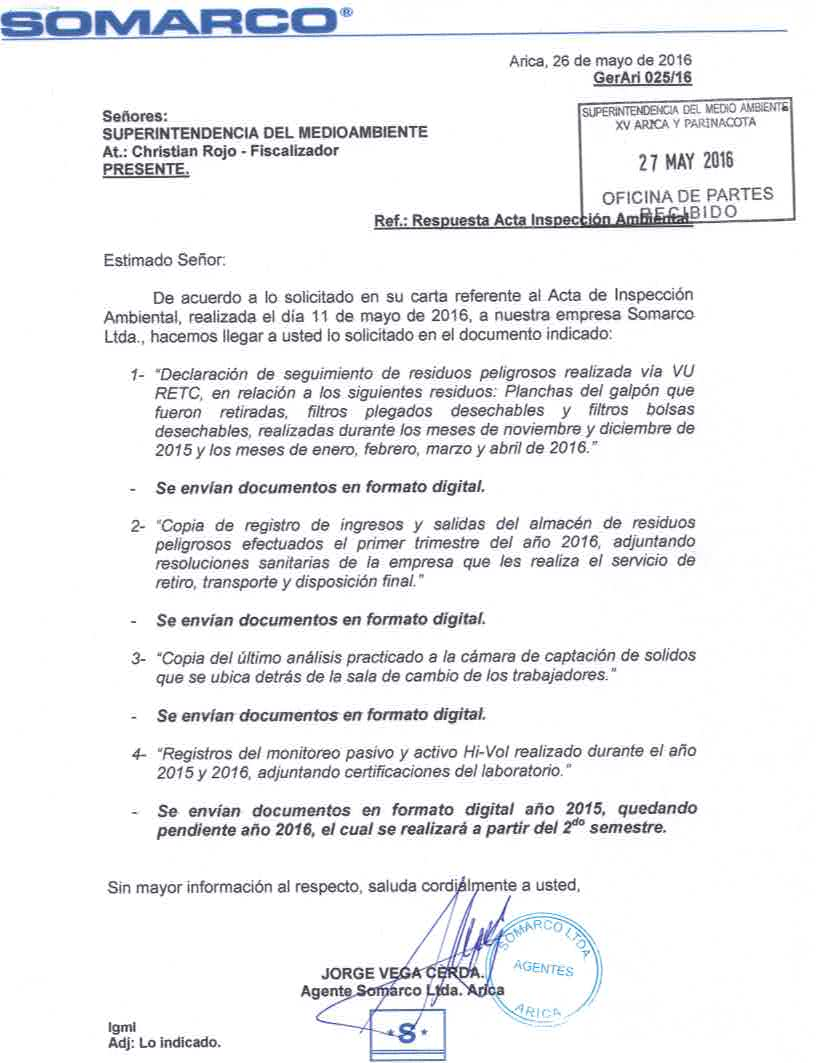 SOMARCO®
Arica, 26 de mayo de 2016
GerAri 025/16
Señores:
SUPERINTENDENCIA DEL MEDIOAMBIENTE
At.: Christian Rojo - Fiscalizador
PRESENTE.
SUPERINTENDENCIA DEL MEDIO AMBIENTE
XV ARICA Y PARINACOTA
27 MAY 2016
OFICINA DE PARTES
RECIBIDO
Ref.: Respuesta Acta Inspección Ambiental.
Estimado Señor:
De acuerdo a lo solicitado en su carta referente al Acta de Inspección
Ambiental, realizada el día 11 de mayo de 2016, a nuestra empresa Somarco
Ltda., hacemos llegar a usted lo solicitado en el documento indicado:
1- “Declaración de seguimiento de residuos peligrosos realizada vía VU
RETC, en relación a los siguientes residuos: Planchas del galpón que
fueron retiradas, filtros plegados desechables y filtros bolsas
desechables, realizadas durante los meses de noviembre y diciembre de
2015 y los meses de enero, febrero, marzo y abril de 2016.”
- Se envían documentos en formato digital.
2- “Copia de registro de ingresos y salidas del almacén de residuos
peligrosos efectuados el primer trimestre del año 2016, adjuntando
resoluciones sanitarias de la empresa que les realiza el servicio de
retiro, transporte y disposición final.”
- Se envían documentos en formato digital.
3- “Copia del último análisis practicado a la cámara de captación de solidos
que se ubica detrás de la sala de cambio de los trabajadores.”
- Se envían documentos en formato digital.
4- “Registros del monitoreo pasivo y activo Hi-Vol realizado durante el año
2015 y 2016, adjuntando certificaciones del laboratorio.”
- Se envían documentos en formato digital año 2015, quedando
pendiente año 2016, el cual se realizará a partir del 2do semestre.
Sin mayor información al respecto, saluda cordialmente a usted,
JORGE VEGA CERDA.
Agente Somarco Ltda. Arica
SOMARCO LTDA
AGENTES
ARICA
S
lgml
Adj: Lo indicado.